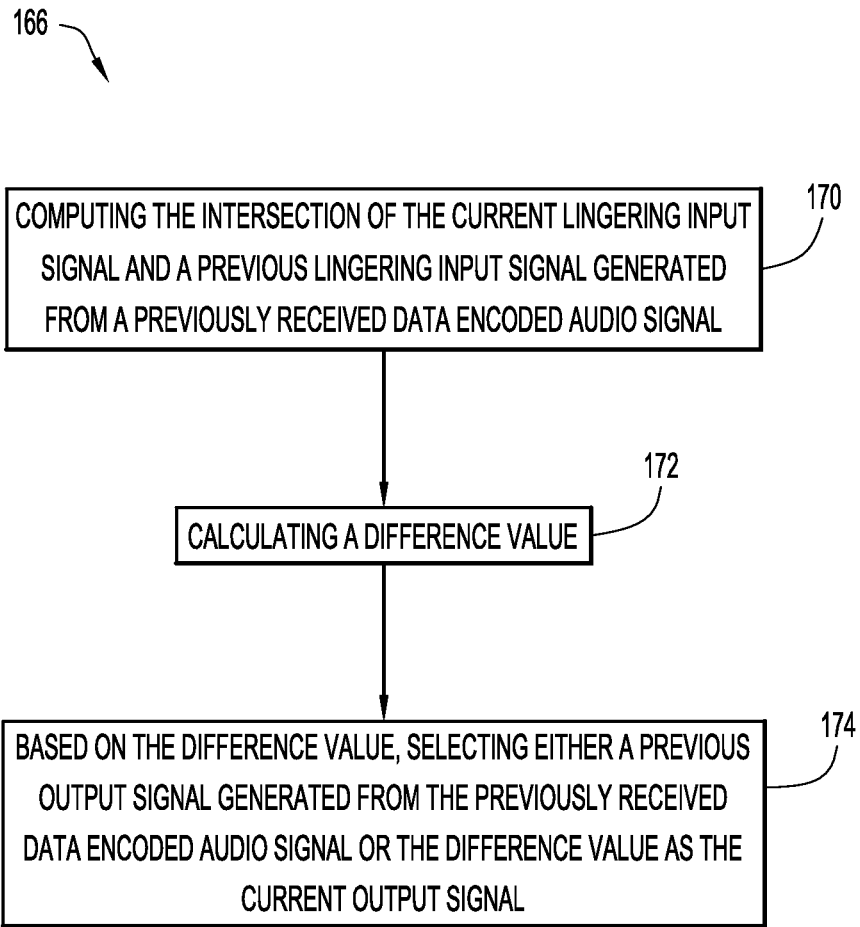 166
COMPUTING THE INTERSECTION OF THE CURRENT LINGERING INPUT
SIGNAL AND A PREVIOUS LINGERING INPUT SIGNAL GENERATED
FROM A PREVIOUSLY RECEIVED DATA ENCODED AUDIO SIGNAL
170
172
CALCULATING A DIFFERENCE VALUE
174
BASED ON THE DIFFERENCE VALUE, SELECTING EITHER A PREVIOUS
OUTPUT SIGNAL GENERATED FROM THE PREVIOUSLY RECEIVED
DATA ENCODED AUDIO SIGNAL OR THE DIFFERENCE VALUE AS THE
CURRENT OUTPUT SIGNAL